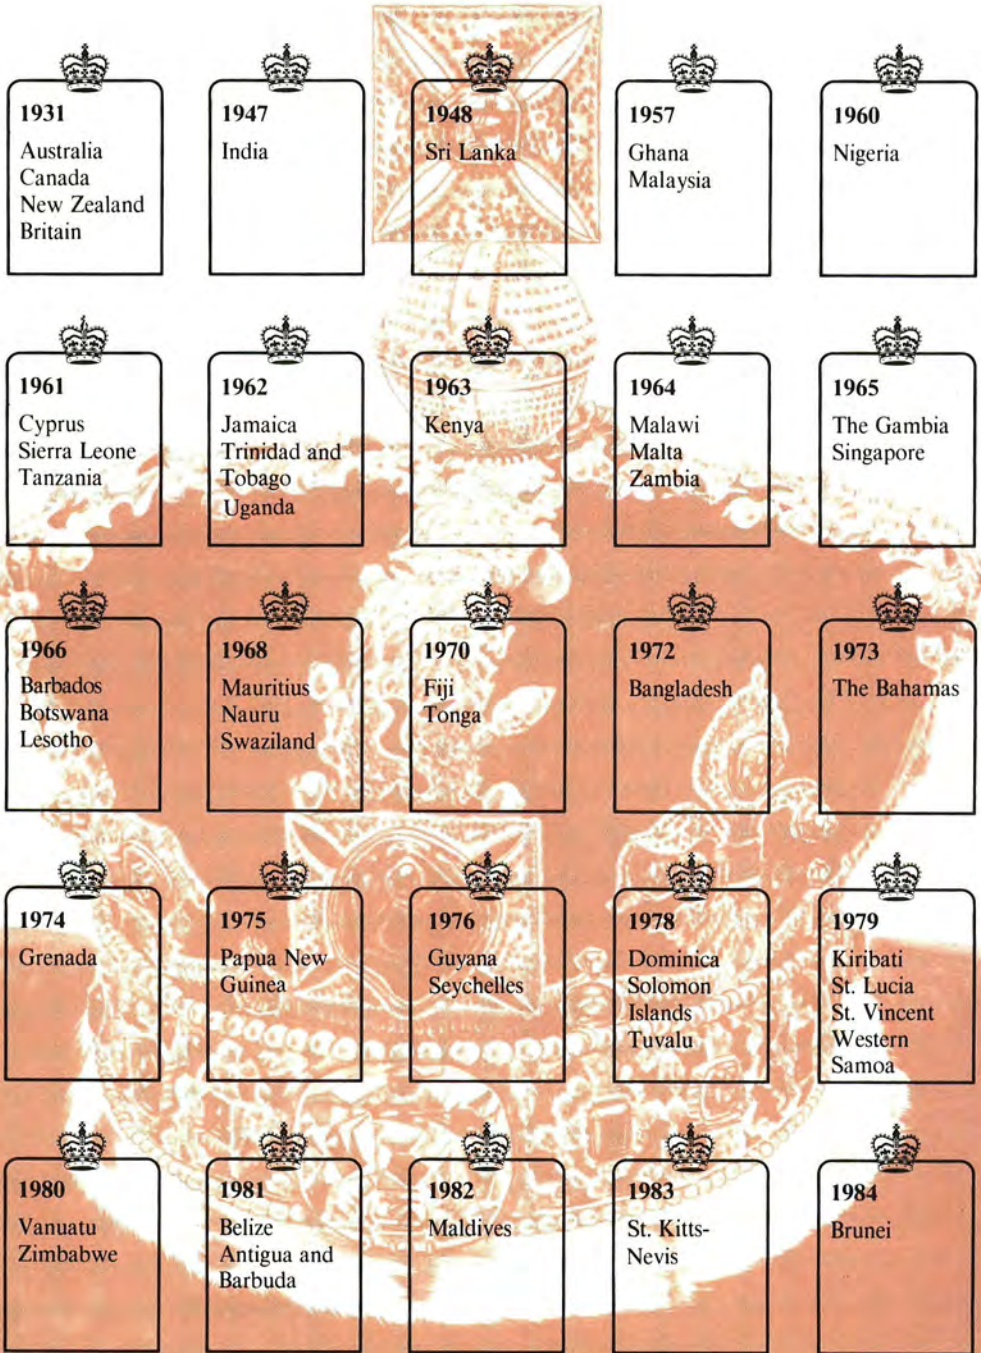 1931
Australia
Canada
New Zealand
Britain
1947
India
1948
Sri Lanka
1957
Ghana
Malaysia
1960
Nigeria
1961
Cyprus
Sierra Leone
Tanzania
1962
Jamaica
Trinidad and
Tobago
Uganda
1963
Kenya
1964
Malawi
Malta
Zambia
1965
The Gambia
Singapore
1966
Barbados
Botswana
Lesotho
1968
Mauritius
Nauru
Swaziland
1970
Fiji
Tonga
1972
Bangladesh
1973
The Bahamas
1974
Grenada
1975
Papua New
Guinea
1976
Guyana
Seychelles
1978
Dominica
Solomon
Islands
Tuvalu
1979
Kiribati
St. Lucia
St. Vincent
Western
Samoa
1980
Vanuatu
Zimbabwe
1981
Belize
Antigua and
Barbuda
1982
Maldives
1983
St. Kitts-
Nevis
1984
Brunei